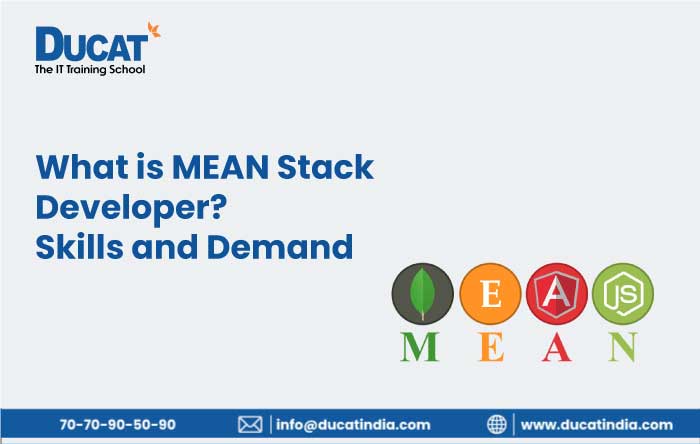 DUCAT
The IT Training School
What is MEAN Stack
Developer?
Skills and Demand
E A JS
M E A N
70-70-90-50-90 | info@ducatindia.com | www.ducatindia.com